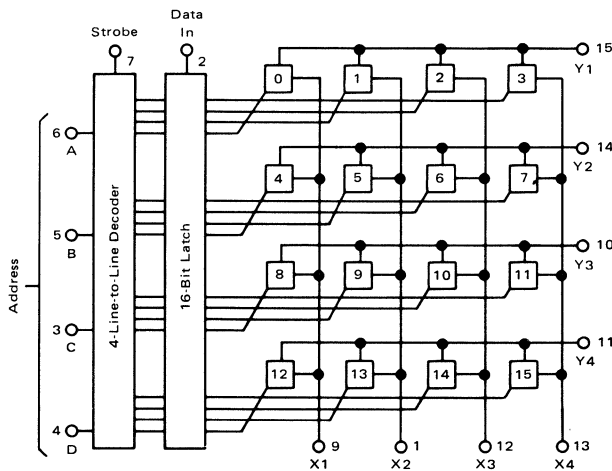 Strobe
Data
In
7
2
15
Y1
0
1
2
3
6
A
14
Y2
4
5
6
7
5
B
10
Y3
8
9
10
11
3
C
11
Y4
12
13
14
15
4
D
Address
4-Line-to-Line Decoder
16-Bit Latch
9
1
12
13
X1
X2
X3
X4